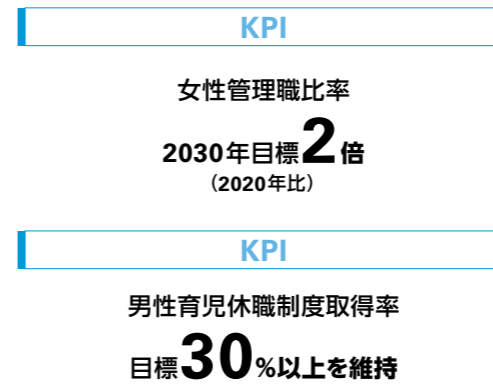 KPI
女性管理職比率
2030年目標2倍
（2020年比）
KPI
男性育児休職制度取得率
目標30%以上を維持